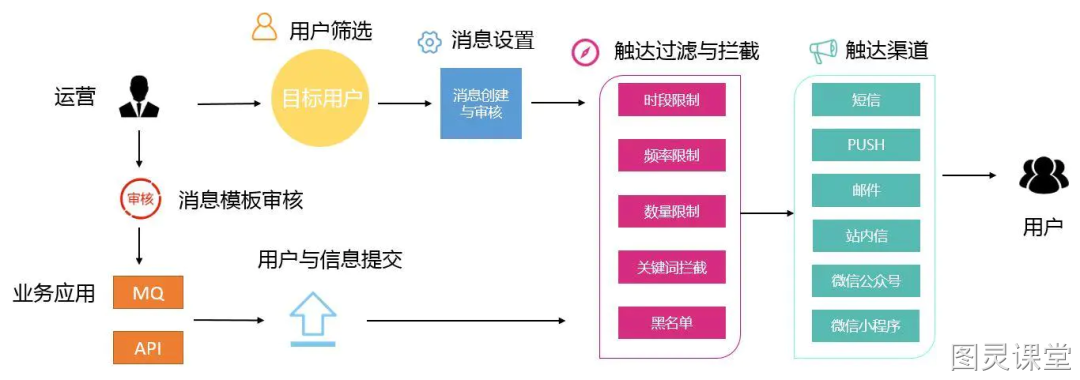 用户筛选
消息设置
触达过滤与拦截
触达渠道
运营
目标用户
消息创建
与审核
时段限制
频率限制
数量限制
关键词拦截
黑名单
短信
PUSH
邮件
站内信
微信公众号
微信小程序
用户
审核
消息模板审核
业务应用
MQ
API
用户与信息提交
图灵课堂